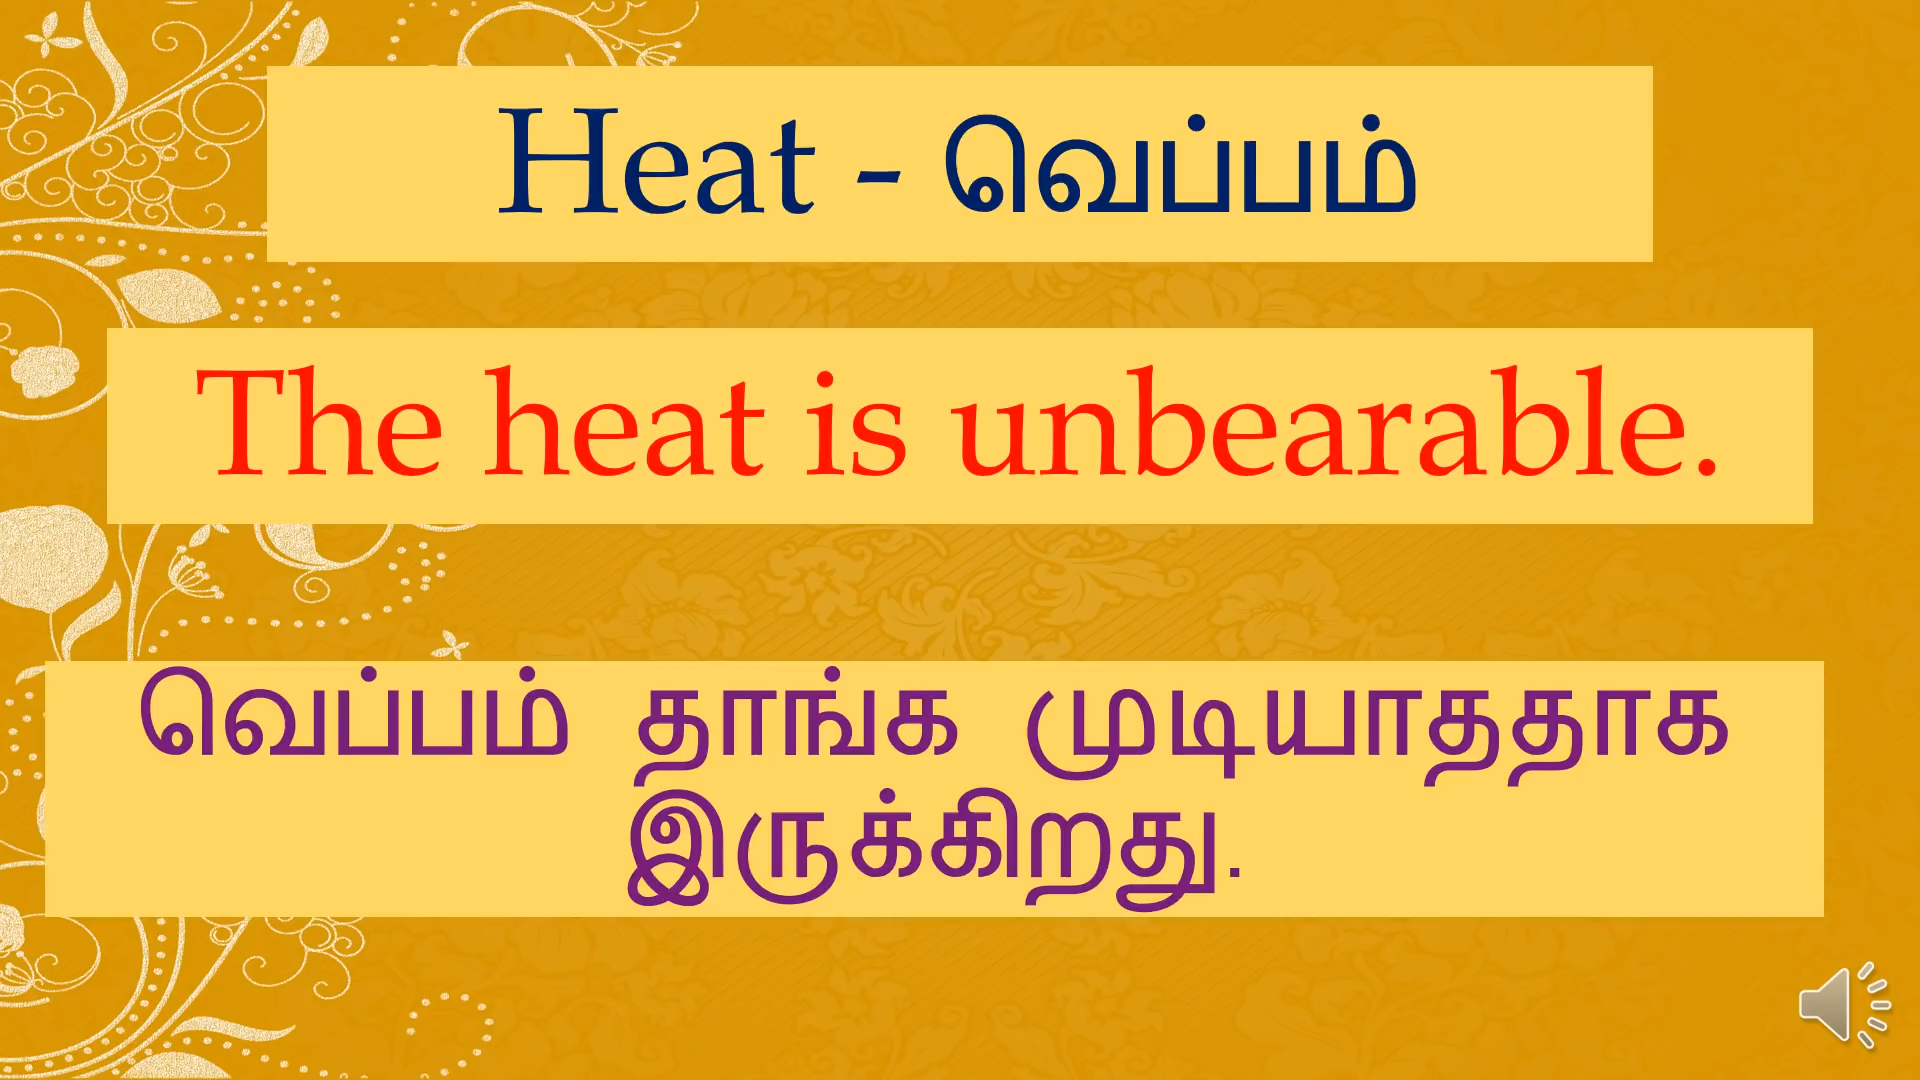 Heat - வெப்பம்
The heat is unbearable.
வெப்பம் தாங்க முடியாததாக
இருக்கிறது.